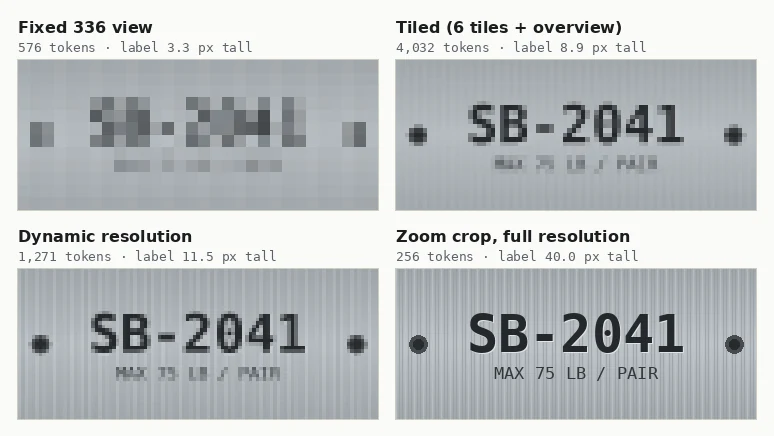 Fixed 336 view
576 tokens · label 3.3 px tall
Tiled (6 tiles + overview)
4,032 tokens · label 8.9 px tall
SB-2041
MAX 75 LB / PAIR
Dynamic resolution
1,271 tokens · label 11.5 px tall
SB-2041
MAX 75 LB / PAIR
Zoom crop, full resolution
256 tokens · label 40.0 px tall
SB-2041
MAX 75 LB / PAIR